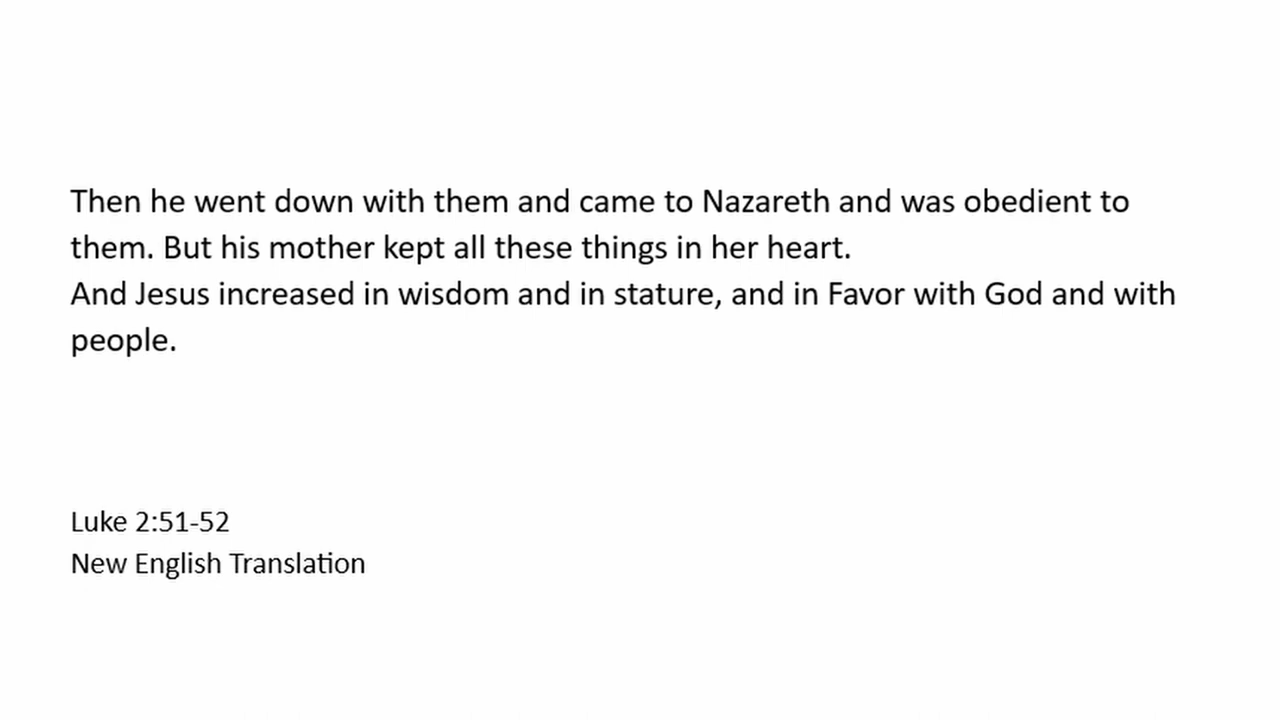 Then he went down with them and came to Nazareth and was obedient to
them. But his mother kept all these things in her heart.
And Jesus increased in wisdom and in stature, and in Favor with God and with
people.
Luke 2:51-52
New English Translation